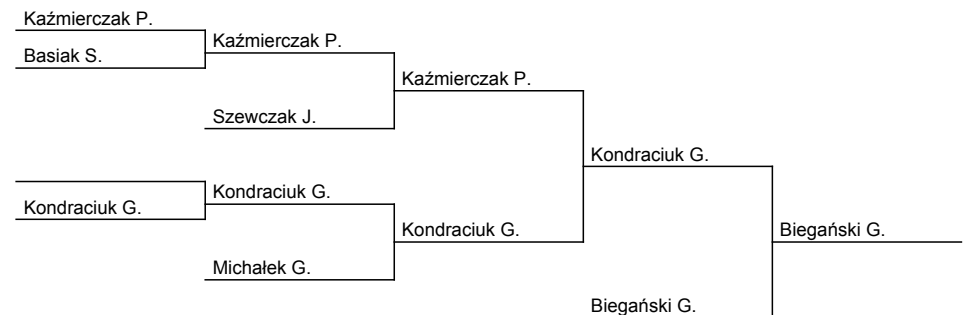 Kaźmierczak P.
Kaźmierczak P.
Basiak S.
Kaźmierczak P.
Szewczak J.
Kondraciuk G.
Kondraciuk G.
Kondraciuk G.
Kondraciuk G.
Biegański G.
Michałek G.
Biegański G.